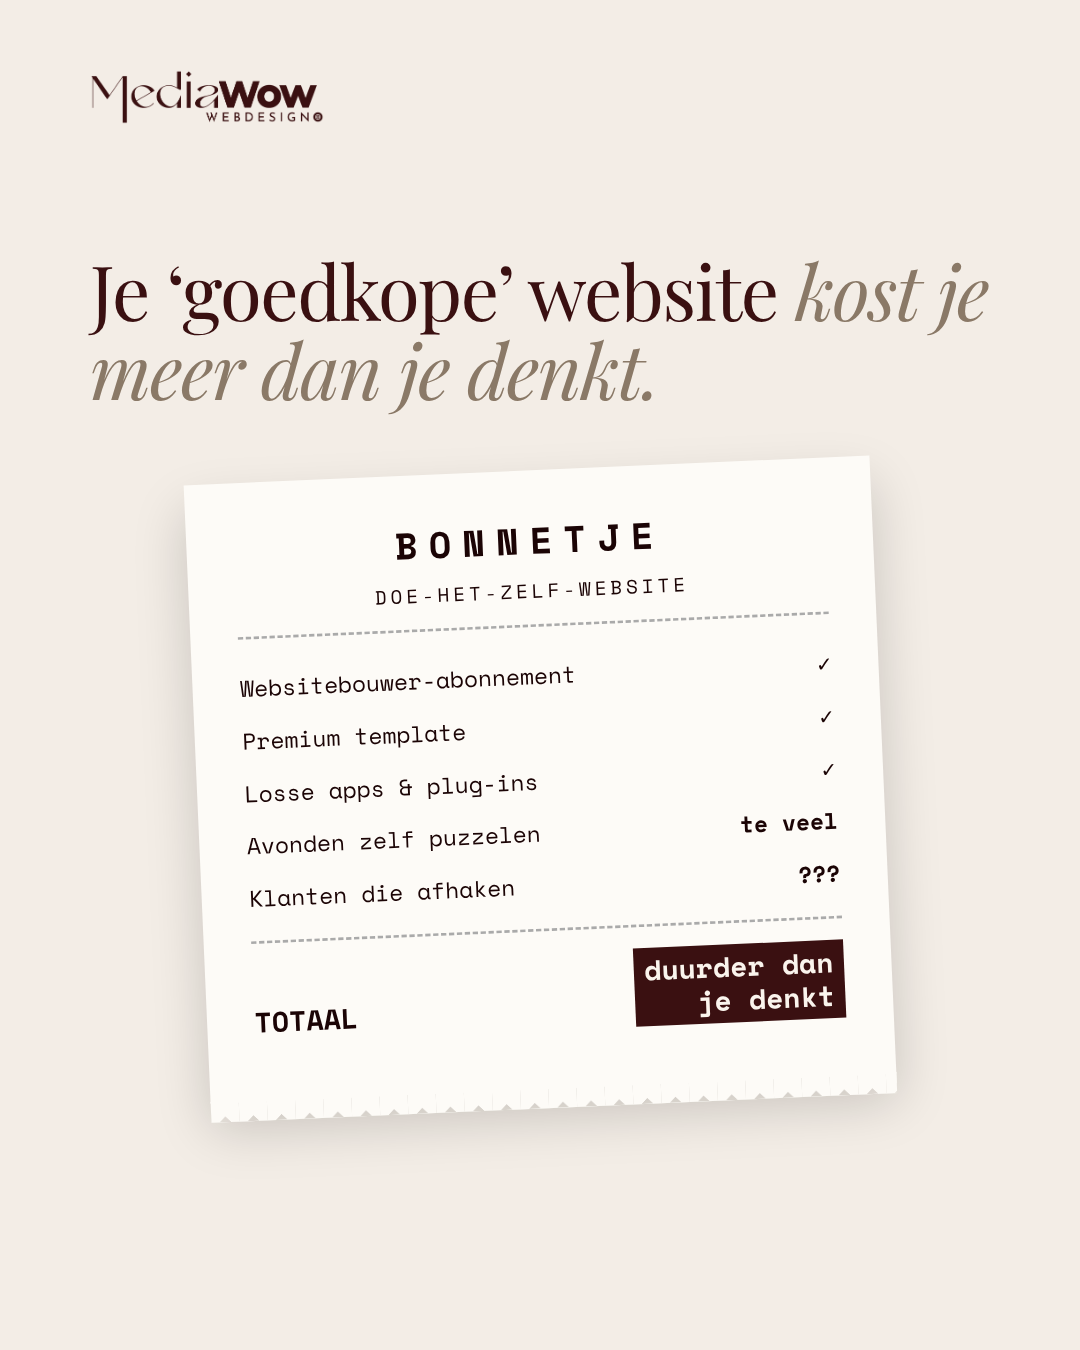 MediaWow
WEBDESIGN
Je ‘goedkope’ website kost je
meer dan je denkt.
BONNETJE
DOE-HET-ZELF-WEBSITE
Websitebouwer-abonnement ✓
Premium template ✓
Losse apps & plug-ins ✓
Avonden zelf puzzelen te veel
Klanten die afhaken ???
TOTAAL duurder dan
je denkt